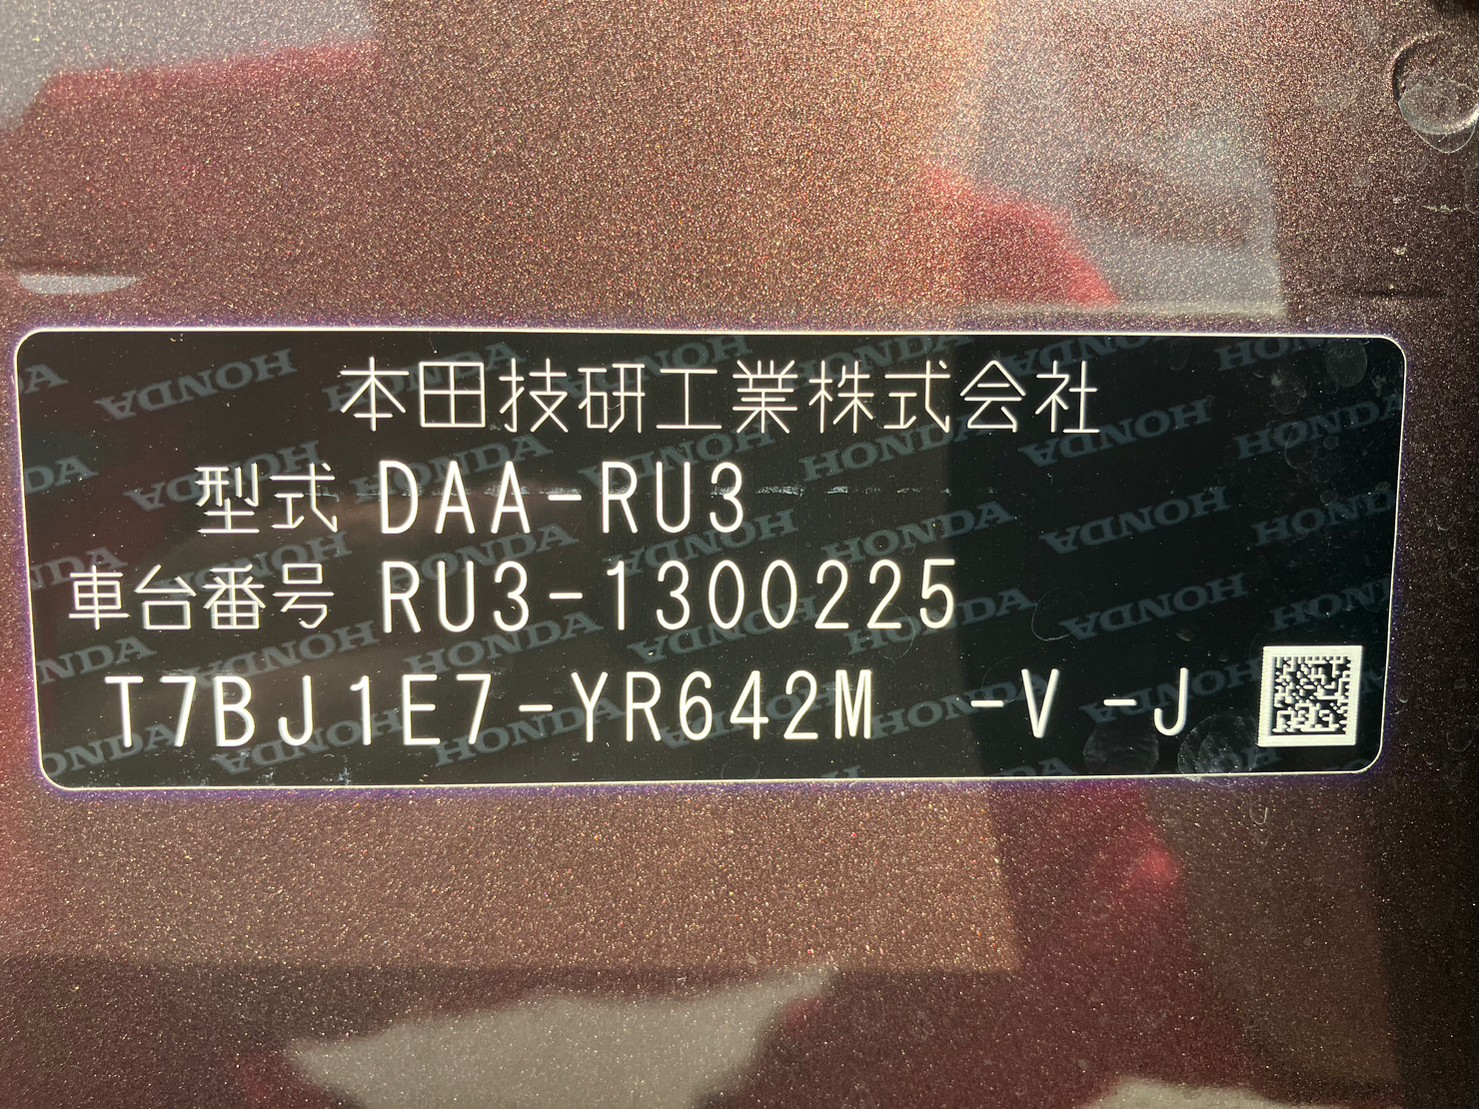 本田技研工業株式会社
型式 DAA-RU3
車台番号 RU3-1300225
T7BJ1E7-YR642M -V -J